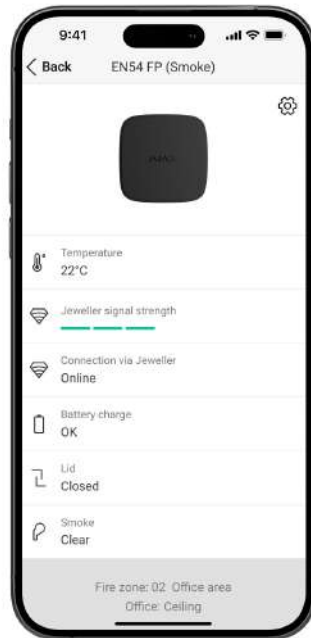 9:41
Back
EN54 FP (Smoke)
AJAX
Temperature
22°C
Jeweller signal strength
Connection via Jeweller
Online
Battery charge
OK
Lid
Closed
Smoke
Clear
Fire zone: 02 Office area
Office: Ceiling